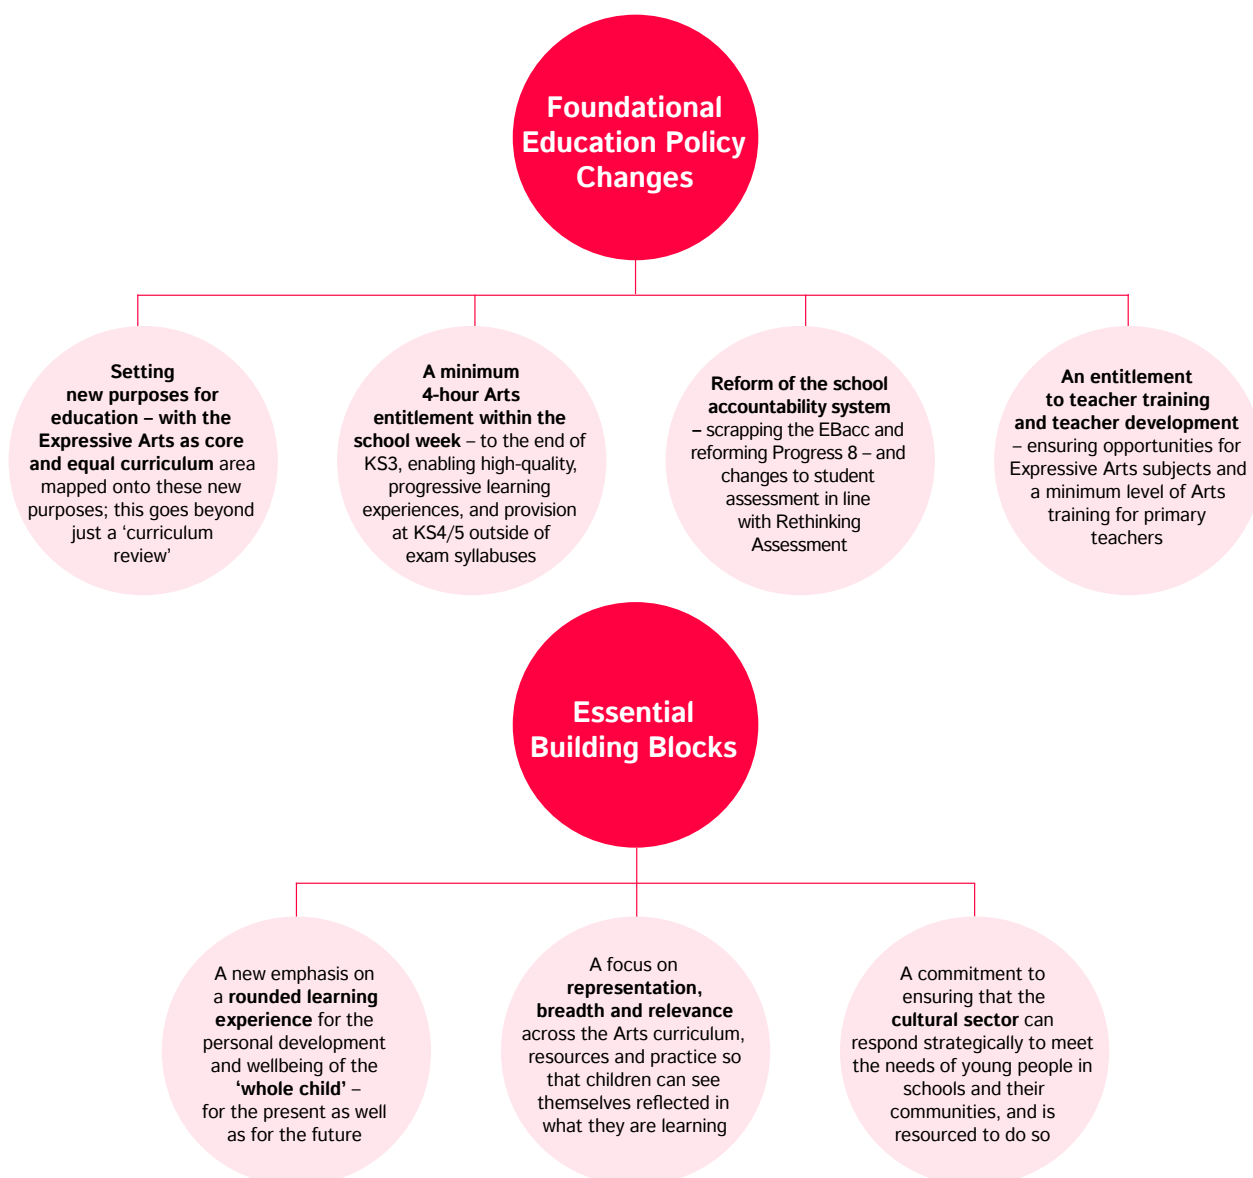 Foundational
Education Policy
Changes
Setting
new purposes for
education – with the
Expressive Arts as core
and equal curriculum area
mapped onto these new
purposes; this goes beyond
just a ‘curriculum
review’
A minimum
4-hour Arts
entitlement within the
school week – to the end of
KS3, enabling high-quality,
progressive learning
experiences, and provision
at KS4/5 outside of
exam syllabuses
Reform of the school
accountability system
– scrapping the EBacc and
reforming Progress 8 – and
changes to student
assessment in line
with Rethinking
Assessment
An entitlement
to teacher training
and teacher development
– ensuring opportunities for
Expressive Arts subjects and
a minimum level of Arts
training for primary
teachers
Essential
Building Blocks
A new emphasis on
a rounded learning
experience for the
personal development
and wellbeing of the
‘whole child’ –
for the present as well
as for the future
A focus on
representation,
breadth and relevance
across the Arts curriculum,
resources and practice so
that children can see
themselves reflected in
what they are learning
A commitment to
ensuring that the
cultural sector can
respond strategically to meet
the needs of young people in
schools and their
communities, and is
resourced to do so